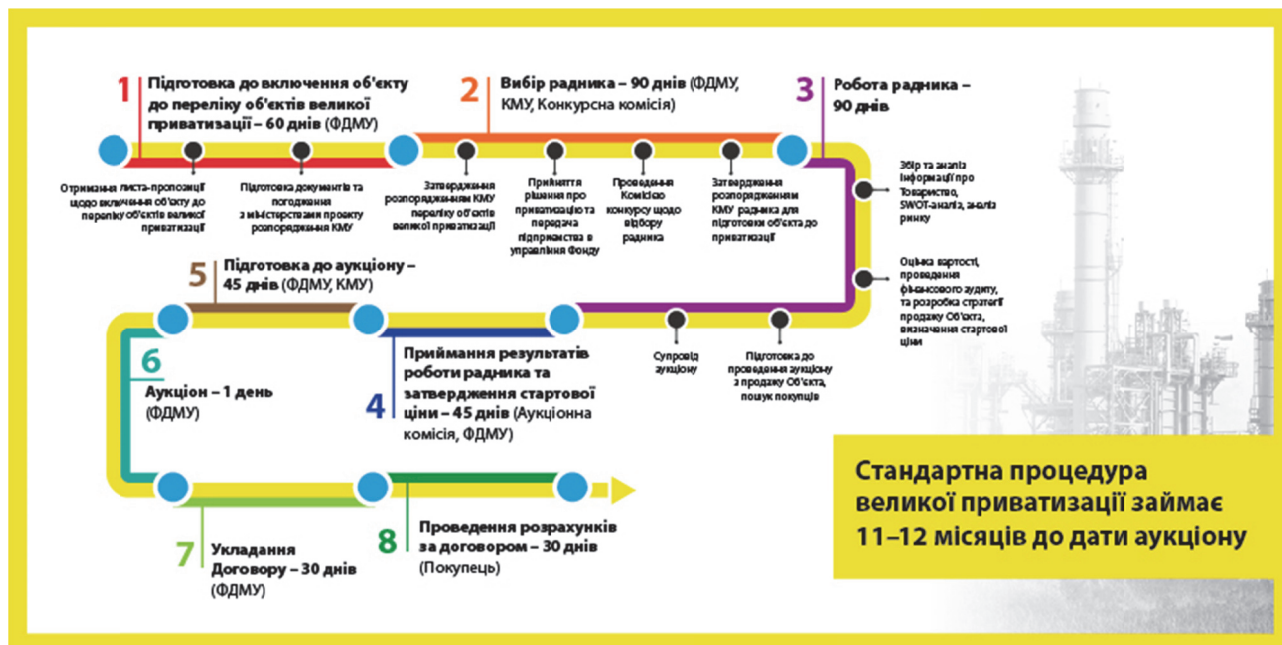 1
Підготовка до включення об'єкту
до переліку об'єктів великої
приватизації – 60 днів (ФДМУ)
Отримання листа-пропозиції
щодо включення об'єкту до
переліку об'єктів великої
приватизації
Підготовка документів та
погодження
з міністерствами проекту
розпорядження КМУ
2
Вибір радника – 90 днів (ФДМУ,
КМУ, Конкурсна комісія)
Затвердження
розпорядженням КМУ
переліку об'єктів
великої приватизації
Прийняття
рішення про
приватизацію та
передача
підприємства в
управління Фонду
Проведення
Комісією
конкурсу щодо
відбору
радника
Затвердження
розпорядженням
КМУ радника для
підготовки об'єкта до
приватизації
3
Робота радника –
90 днів
Збір та аналіз
інформації про
Товариство,
SWOT-аналіз, аналіз
ринку
Оцінка вартості,
проведення
фінансового аудиту,
та розробка стратегії
продажу Об'єкта,
визначення стартової
ціни
Підготовка до
проведення аукціону
з продажу Об'єкта,
пошук покупців
Супровід
аукціону
4
Приймання результатів
роботи радника та
затвердження стартової
ціни – 45 днів (Аукціонна
комісія, ФДМУ)
5
Підготовка до аукціону –
45 днів (ФДМУ, КМУ)
6
Аукціон – 1 день
(ФДМУ)
7
Укладання
Договору – 30 днів
(ФДМУ)
8
Проведення розрахунків
за договором – 30 днів
(Покупець)
Стандартна процедура
великої приватизації займає
11–12 місяців до дати аукціону